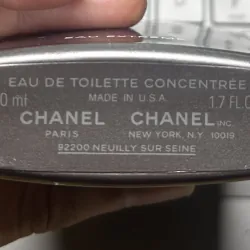 EAU DE TOILETTE CONCENTRÉE
0 ml MADE IN U.S.A. 1.7 FL.O
CHANEL CHANEL INC.
PARIS NEW YORK, N.Y. 10019
92200 NEUILLY SUR SEINE